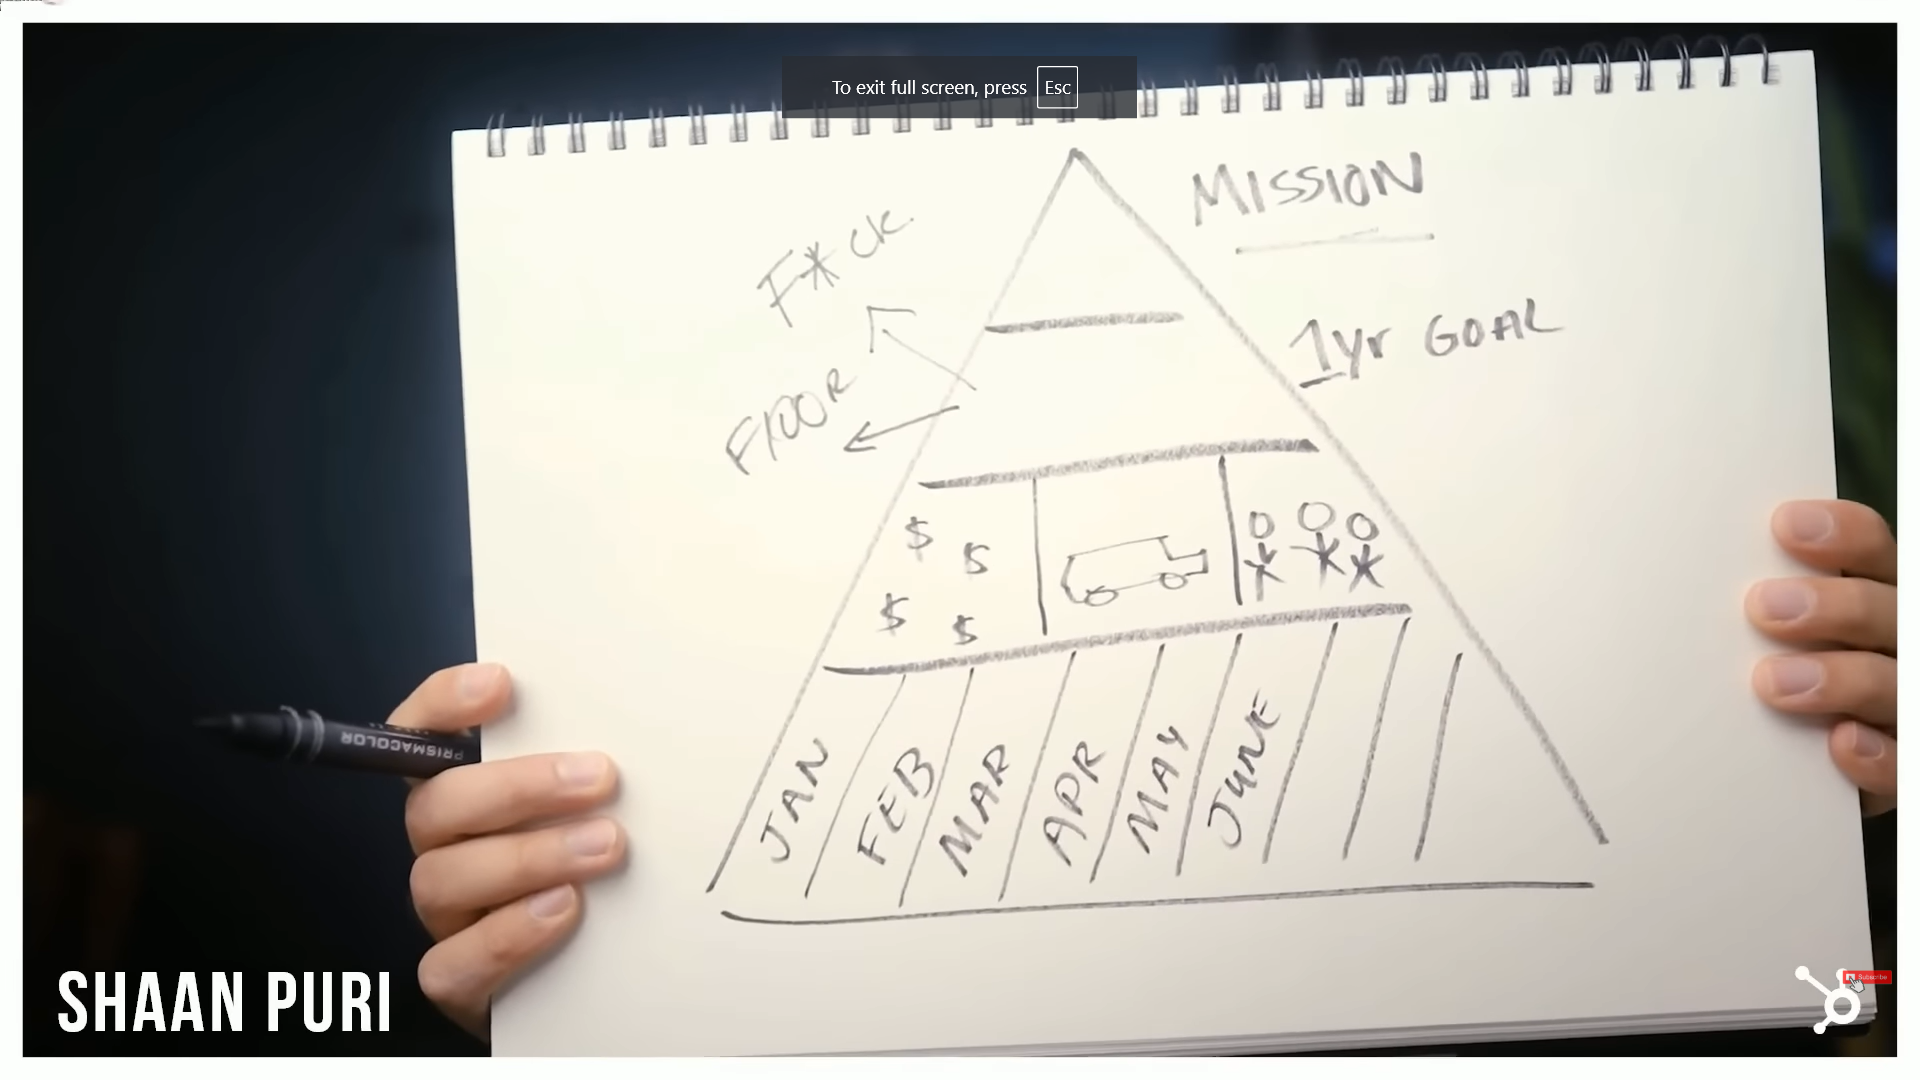 To exit full screen, press Esc
MISSION
F*CK
1yr GOAL
FLOOR
$ $
$ $
JAN FEB MAR APR MAY JUNE
PRISMACOLOR
SHAAN PURI
Subscribe